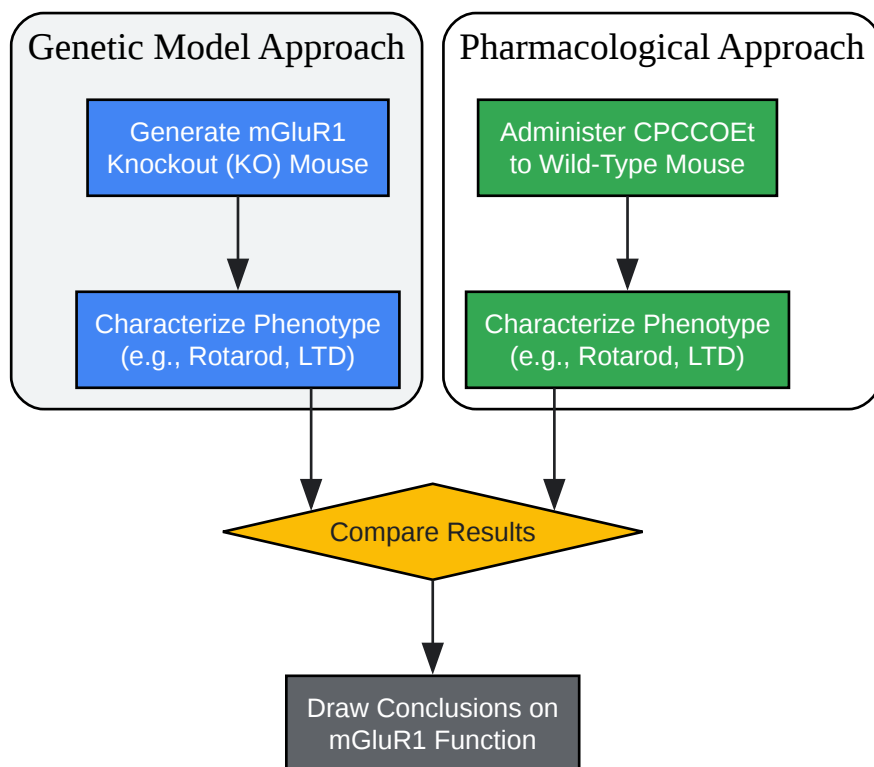 Genetic Model Approach
Generate mGluR1
Knockout (KO) Mouse
Characterize Phenotype
(e.g., Rotarod, LTD)
Pharmacological Approach
Administer CPCCOEt
to Wild-Type Mouse
Characterize Phenotype
(e.g., Rotarod, LTD)
Compare Results
Draw Conclusions on
mGluR1 Function